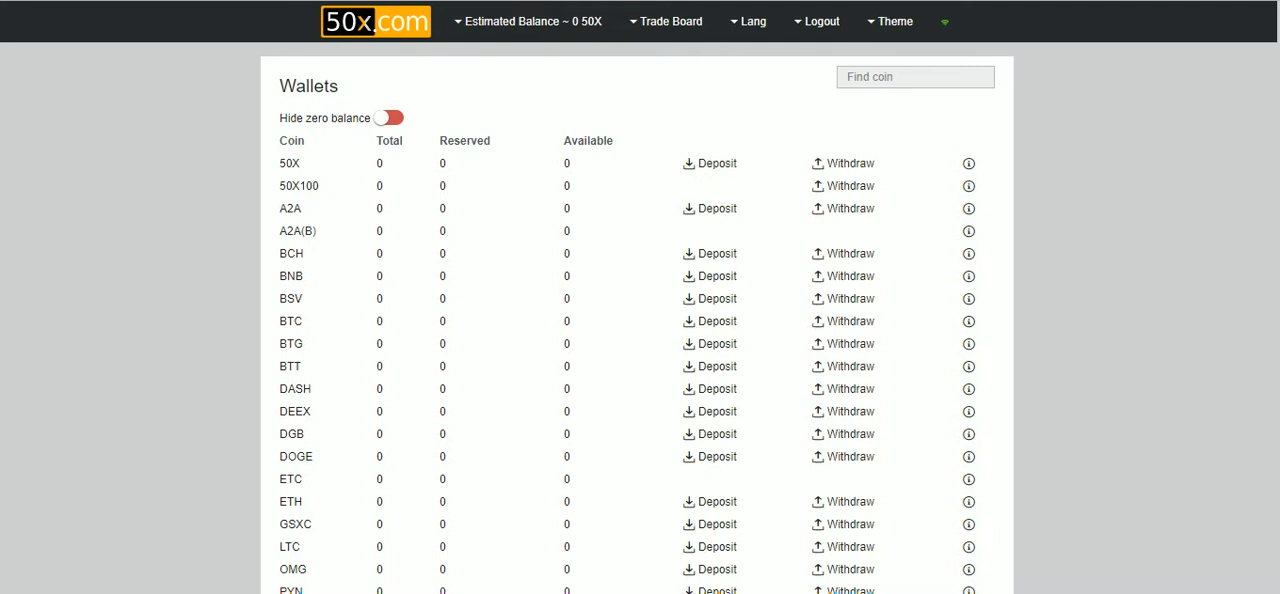 50x.com Estimated Balance ~ 0 50X Trade Board Lang Logout Theme
Wallets Find coin
Hide zero balance
Coin Total Reserved Available
50X 0 0 0 Deposit Withdraw
50X100 0 0 0 Withdraw
A2A 0 0 0 Deposit Withdraw
A2A(B) 0 0 0
BCH 0 0 0 Deposit Withdraw
BNB 0 0 0 Deposit Withdraw
BSV 0 0 0 Deposit Withdraw
BTC 0 0 0 Deposit Withdraw
BTG 0 0 0 Deposit Withdraw
BTT 0 0 0 Deposit Withdraw
DASH 0 0 0 Deposit Withdraw
DEEX 0 0 0 Deposit Withdraw
DGB 0 0 0 Deposit Withdraw
DOGE 0 0 0 Deposit Withdraw
ETC 0 0 0
ETH 0 0 0 Deposit Withdraw
GSXC 0 0 0 Deposit Withdraw
LTC 0 0 0 Deposit Withdraw
OMG 0 0 0 Deposit Withdraw
PYN 0 0 0 Deposit Withdraw